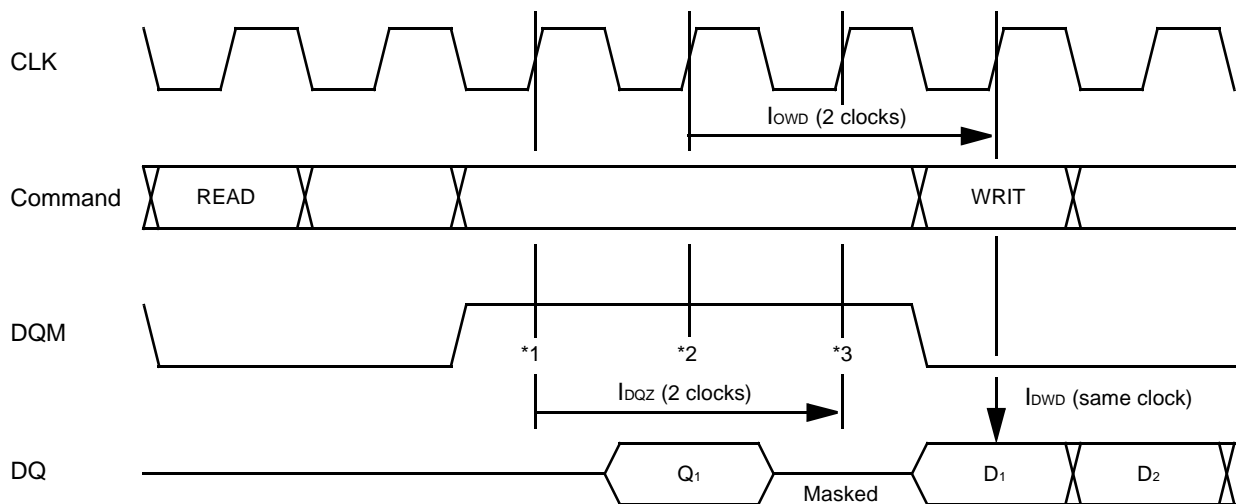 CLK
IOWD (2 clocks)
Command READ WRIT
DQM
*1 *2 *3
IDQZ (2 clocks)
IDWD (same clock)
DQ Q1 D1 D2
Masked